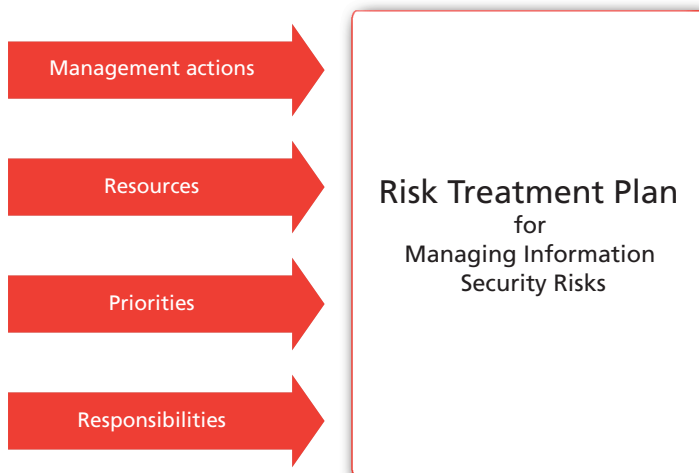 Management actions
Resources
Priorities
Responsibilities
Risk Treatment Plan
for
Managing Information
Security Risks